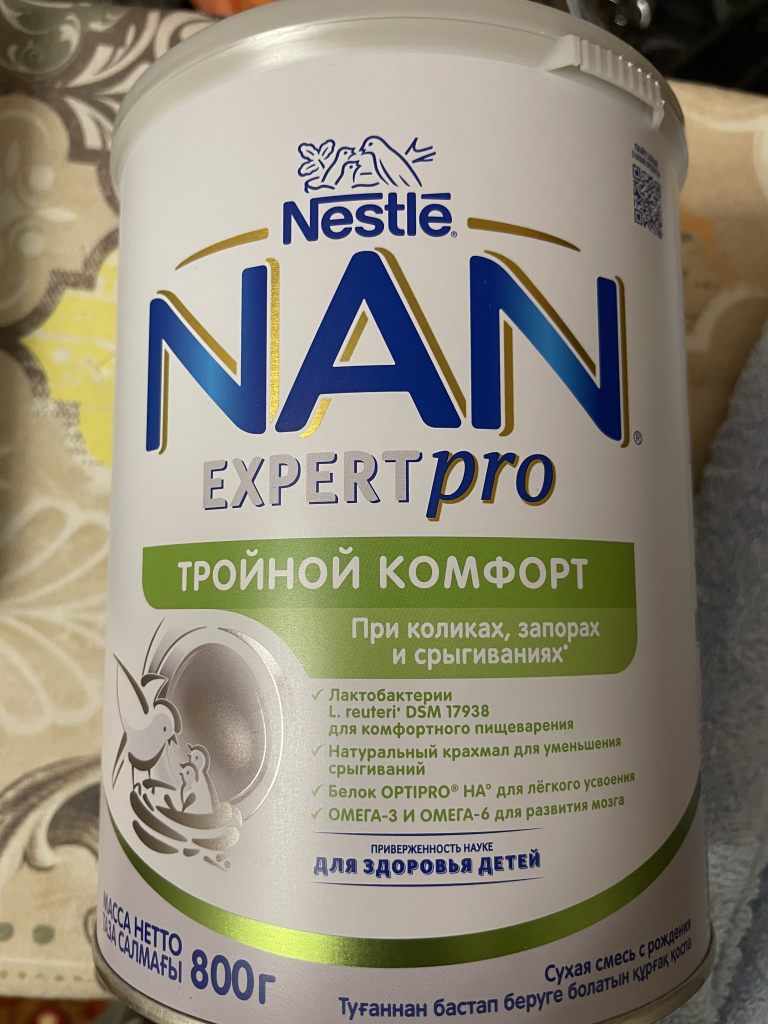 Nestlé®
NAN®
EXPERTpro
ТРОЙНОЙ КОМФОРТ
При коликах, запорах
и срыгиваниях*
✓ Лактобактерии
L. reuteri⁺ DSM 17938
для комфортного пищеварения
✓ Натуральный крахмал для уменьшения
срыгиваний
✓ Белок OPTIPRO® HA° для лёгкого усвоения
✓ ОМЕГА-3 И ОМЕГА-6 для развития мозга
ПРИВЕРЖЕННОСТЬ НАУКЕ
ДЛЯ ЗДОРОВЬЯ ДЕТЕЙ
МАССА НЕТТО
ТАЗА САЛМАҒЫ 800г
Сухая смесь с рождения
Туғаннан бастап беруге болатын құрғақ қоспа